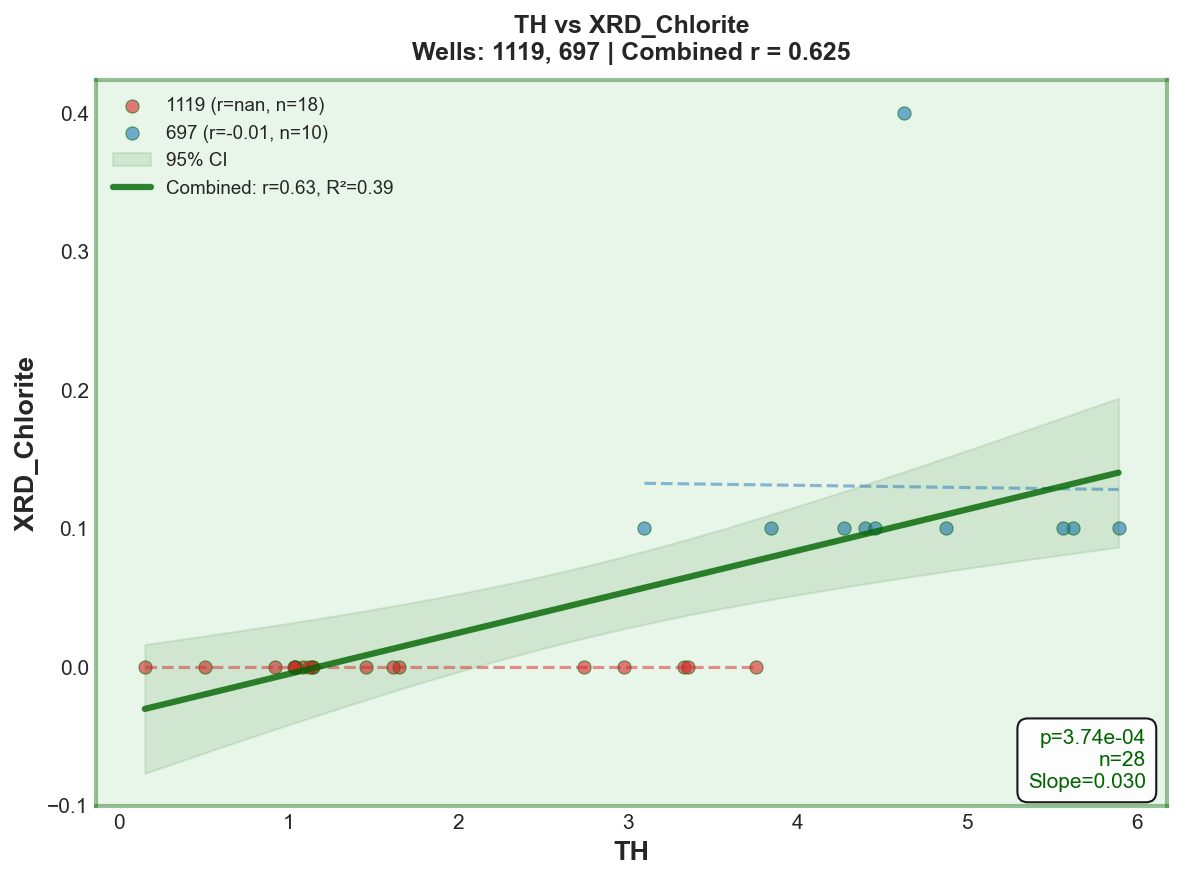 TH vs XRD_Chlorite
Wells: 1119, 697 | Combined r = 0.625
1119 (r=nan, n=18)
697 (r=-0.01, n=10)
95% CI
Combined: r=0.63, R²=0.39
XRD_Chlorite
0.4
0.3
0.2
0.1
0.0
−0.1
p=3.74e-04
n=28
Slope=0.030
0 1 2 3 4 5 6
TH